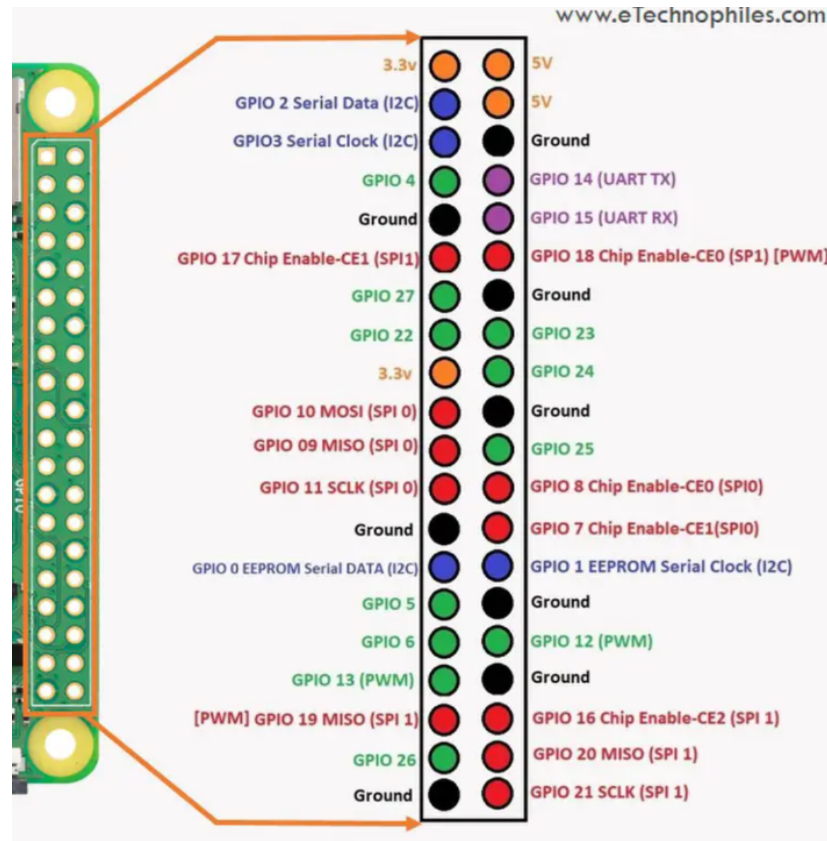 www.eTechnophiles.com
3.3v 5V
GPIO 2 Serial Data (I2C) 5V
GPIO3 Serial Clock (I2C) Ground
GPIO 4 GPIO 14 (UART TX)
Ground GPIO 15 (UART RX)
GPIO 17 Chip Enable-CE1 (SPI1) GPIO 18 Chip Enable-CE0 (SP1) [PWM]
GPIO 27 Ground
GPIO 22 GPIO 23
3.3v GPIO 24
GPIO 10 MOSI (SPI 0) Ground
GPIO 09 MISO (SPI 0) GPIO 25
GPIO 11 SCLK (SPI 0) GPIO 8 Chip Enable-CE0 (SPI0)
Ground GPIO 7 Chip Enable-CE1(SPI0)
GPIO 0 EEPROM Serial DATA (I2C) GPIO 1 EEPROM Serial Clock (I2C)
GPIO 5 Ground
GPIO 6 GPIO 12 (PWM)
GPIO 13 (PWM) Ground
[PWM] GPIO 19 MISO (SPI 1) GPIO 16 Chip Enable-CE2 (SPI 1)
GPIO 26 GPIO 20 MISO (SPI 1)
Ground GPIO 21 SCLK (SPI 1)
GPIO